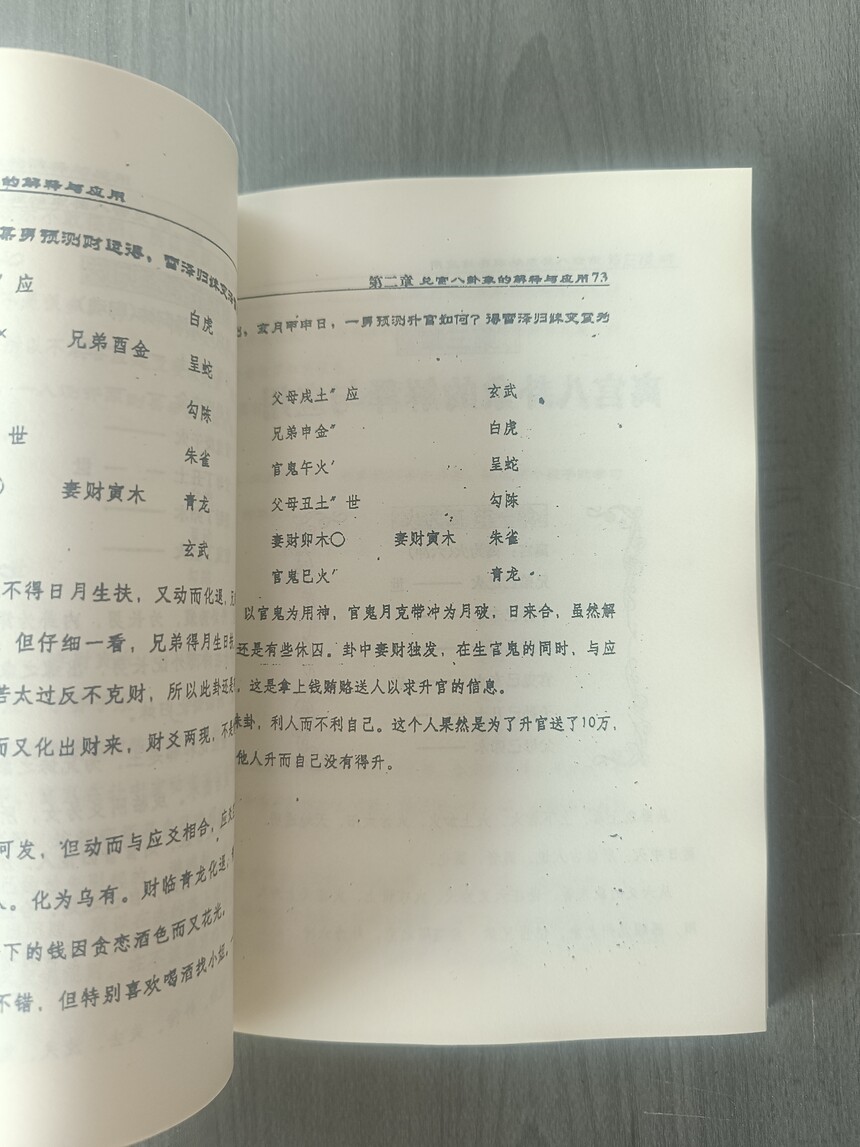 的解释与应用
某男预测财运得，雷泽归妹变
″ 应
白虎
× 兄弟酉金
呈蛇
勾陈
世
朱雀
○ 妻财寅木 青龙
玄武
不得日月生扶，又动而化退，
但仔细一看，兄弟得月生日扶
苦太过反不克财，所以此卦还是
而又化出财来，财爻两现，不是
可发，但动而与应爻相合，应
人。化为乌有。财临青龙化退，
下的钱因贪恋酒色而又花光。
不错，但特别喜欢喝酒找小姐，
第二章 兑宫八卦象的解释与应用 73
，亥月甲申日，一男预测升官如何？得雷泽归妹变震为
父母戌土″ 应 玄武
兄弟申金″ 白虎
官鬼午火′ 呈蛇
父母丑土″ 世 勾陈
妻财卯木○ 妻财寅木 朱雀
官鬼巳火′ 青龙
以官鬼为用神，官鬼月克带冲为月破，日来合，虽然解
还是有些休囚。卦中妻财独发，在生官鬼的同时，与应
，这是拿上钱贿赂送人以求升官的信息。
卦，利人而不利自己。这个人果然是为了升官送了10万，
他人升而自己没有得升。